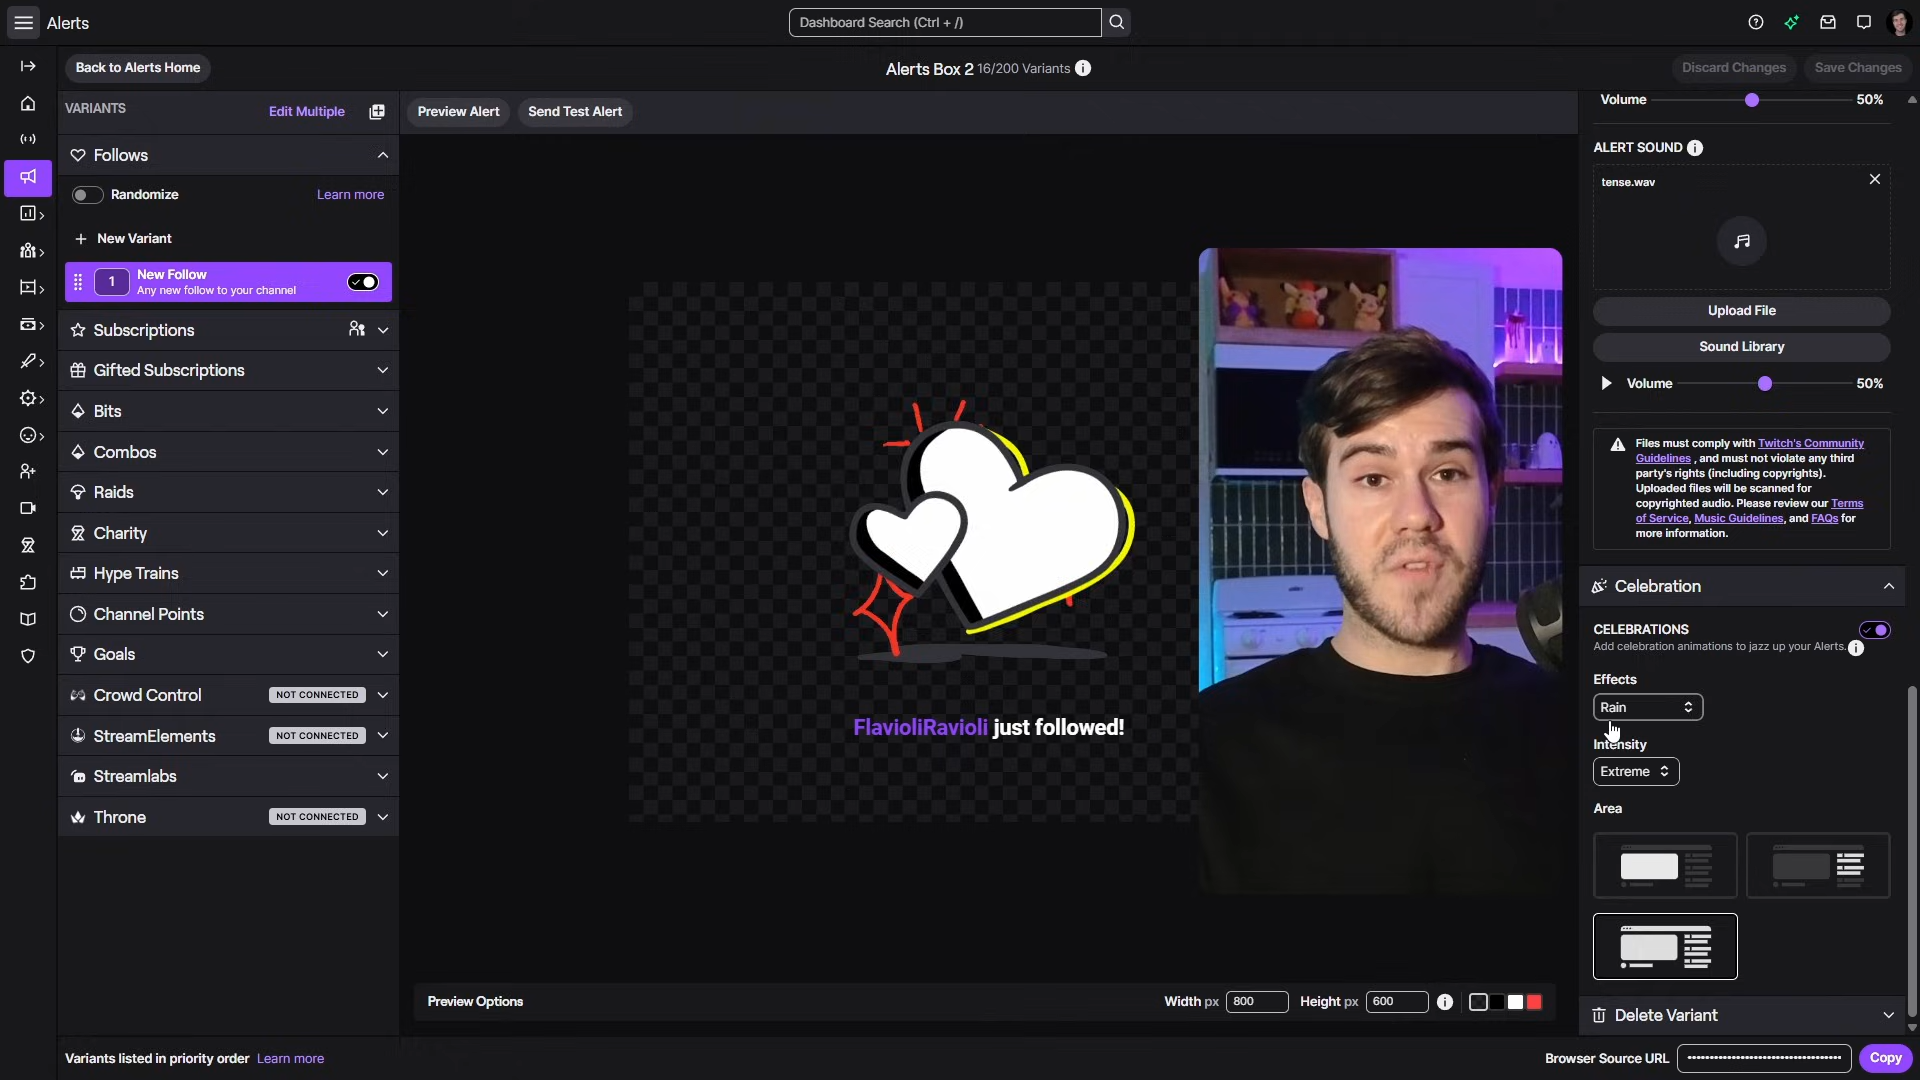 Alerts
Dashboard Search (Ctrl + /)
Back to Alerts Home
Alerts Box 2 16/200 Variants
Discard Changes
Save Changes
VARIANTS
Edit Multiple
Preview Alert
Send Test Alert
Follows
Randomize
Learn more
New Variant
1
New Follow
Any new follow to your channel
Subscriptions
Gifted Subscriptions
Bits
Combos
Raids
Charity
Hype Trains
Channel Points
Goals
Crowd Control
NOT CONNECTED
StreamElements
NOT CONNECTED
Streamlabs
Throne
NOT CONNECTED
Variants listed in priority order Learn more
FlavioliRavioli just followed!
Preview Options
Width px 800
Height px 600
Volume 50%
ALERT SOUND
tense.wav
Upload File
Sound Library
Volume 50%
Files must comply with Twitch's Community
Guidelines , and must not violate any third
party's rights (including copyrights).
Uploaded files will be scanned for
copyrighted audio. Please review our Terms
of Service, Music Guidelines, and FAQs for
more information.
Celebration
CELEBRATIONS
Add celebration animations to jazz up your Alerts.
Effects
Rain
Intensity
Extreme
Area
Delete Variant
Browser Source URL
Copy